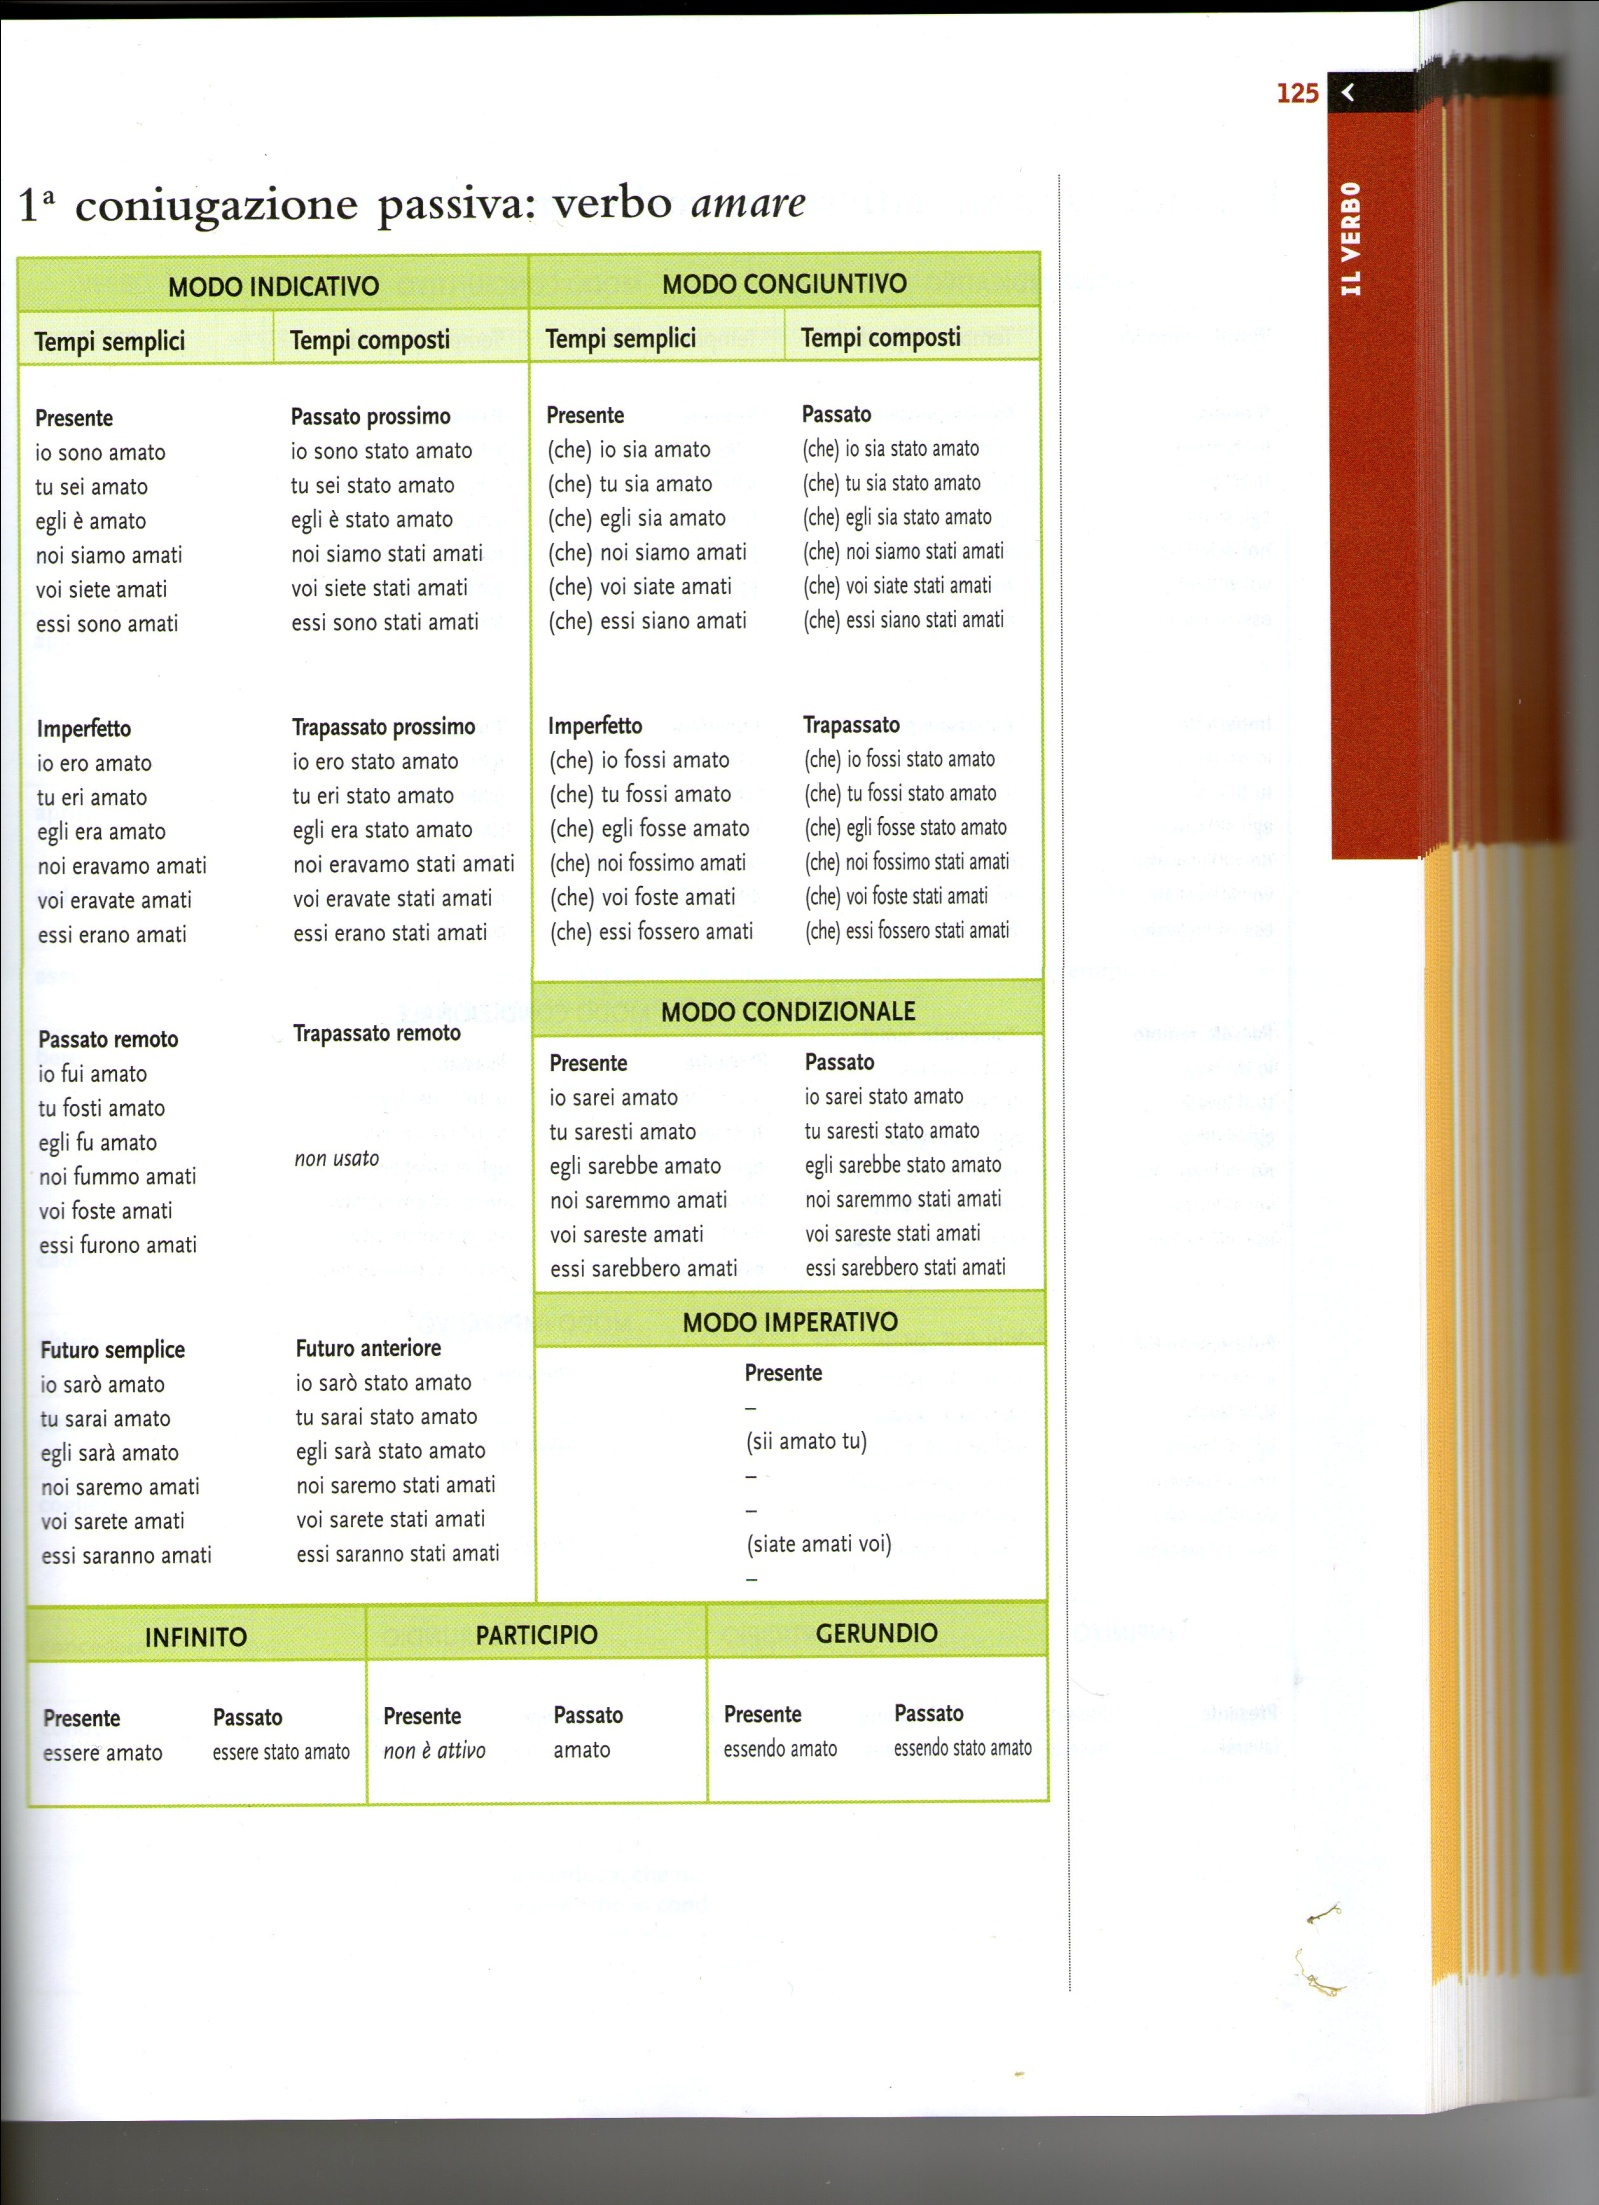 125 <
IL VERBO
1ª coniugazione passiva: verbo amare
MODO INDICATIVO
Tempi semplici Tempi composti
Presente
io sono amato
tu sei amato
egli è amato
noi siamo amati
voi siete amati
essi sono amati
Passato prossimo
io sono stato amato
tu sei stato amato
egli è stato amato
noi siamo stati amati
voi siete stati amati
essi sono stati amati
Imperfetto
io ero amato
tu eri amato
egli era amato
noi eravamo amati
voi eravate amati
essi erano amati
Trapassato prossimo
io ero stato amato
tu eri stato amato
egli era stato amato
noi eravamo stati amati
voi eravate stati amati
essi erano stati amati
Passato remoto
io fui amato
tu fosti amato
egli fu amato
noi fummo amati
voi foste amati
essi furono amati
Trapassato remoto
non usato
Futuro semplice
io sarò amato
tu sarai amato
egli sarà amato
noi saremo amati
voi sarete amati
essi saranno amati
Futuro anteriore
io sarò stato amato
tu sarai stato amato
egli sarà stato amato
noi saremo stati amati
voi sarete stati amati
essi saranno stati amati
MODO CONGIUNTIVO
Tempi semplici Tempi composti
Presente
(che) io sia amato
(che) tu sia amato
(che) egli sia amato
(che) noi siamo amati
(che) voi siate amati
(che) essi siano amati
Passato
(che) io sia stato amato
(che) tu sia stato amato
(che) egli sia stato amato
(che) noi siamo stati amati
(che) voi siate stati amati
(che) essi siano stati amati
Imperfetto
(che) io fossi amato
(che) tu fossi amato
(che) egli fosse amato
(che) noi fossimo amati
(che) voi foste amati
(che) essi fossero amati
Trapassato
(che) io fossi stato amato
(che) tu fossi stato amato
(che) egli fosse stato amato
(che) noi fossimo stati amati
(che) voi foste stati amati
(che) essi fossero stati amati
MODO CONDIZIONALE
Presente
io sarei amato
tu saresti amato
egli sarebbe amato
noi saremmo amati
voi sareste amati
essi sarebbero amati
Passato
io sarei stato amato
tu saresti stato amato
egli sarebbe stato amato
noi saremmo stati amati
voi sareste stati amati
essi sarebbero stati amati
MODO IMPERATIVO
Presente
–
(sii amato tu)
–
–
(siate amati voi)
–
INFINITO
Presente
essere amato
Passato
essere stato amato
PARTICIPIO
Presente
non è attivo
Passato
amato
GERUNDIO
Presente
essendo amato
Passato
essendo stato amato